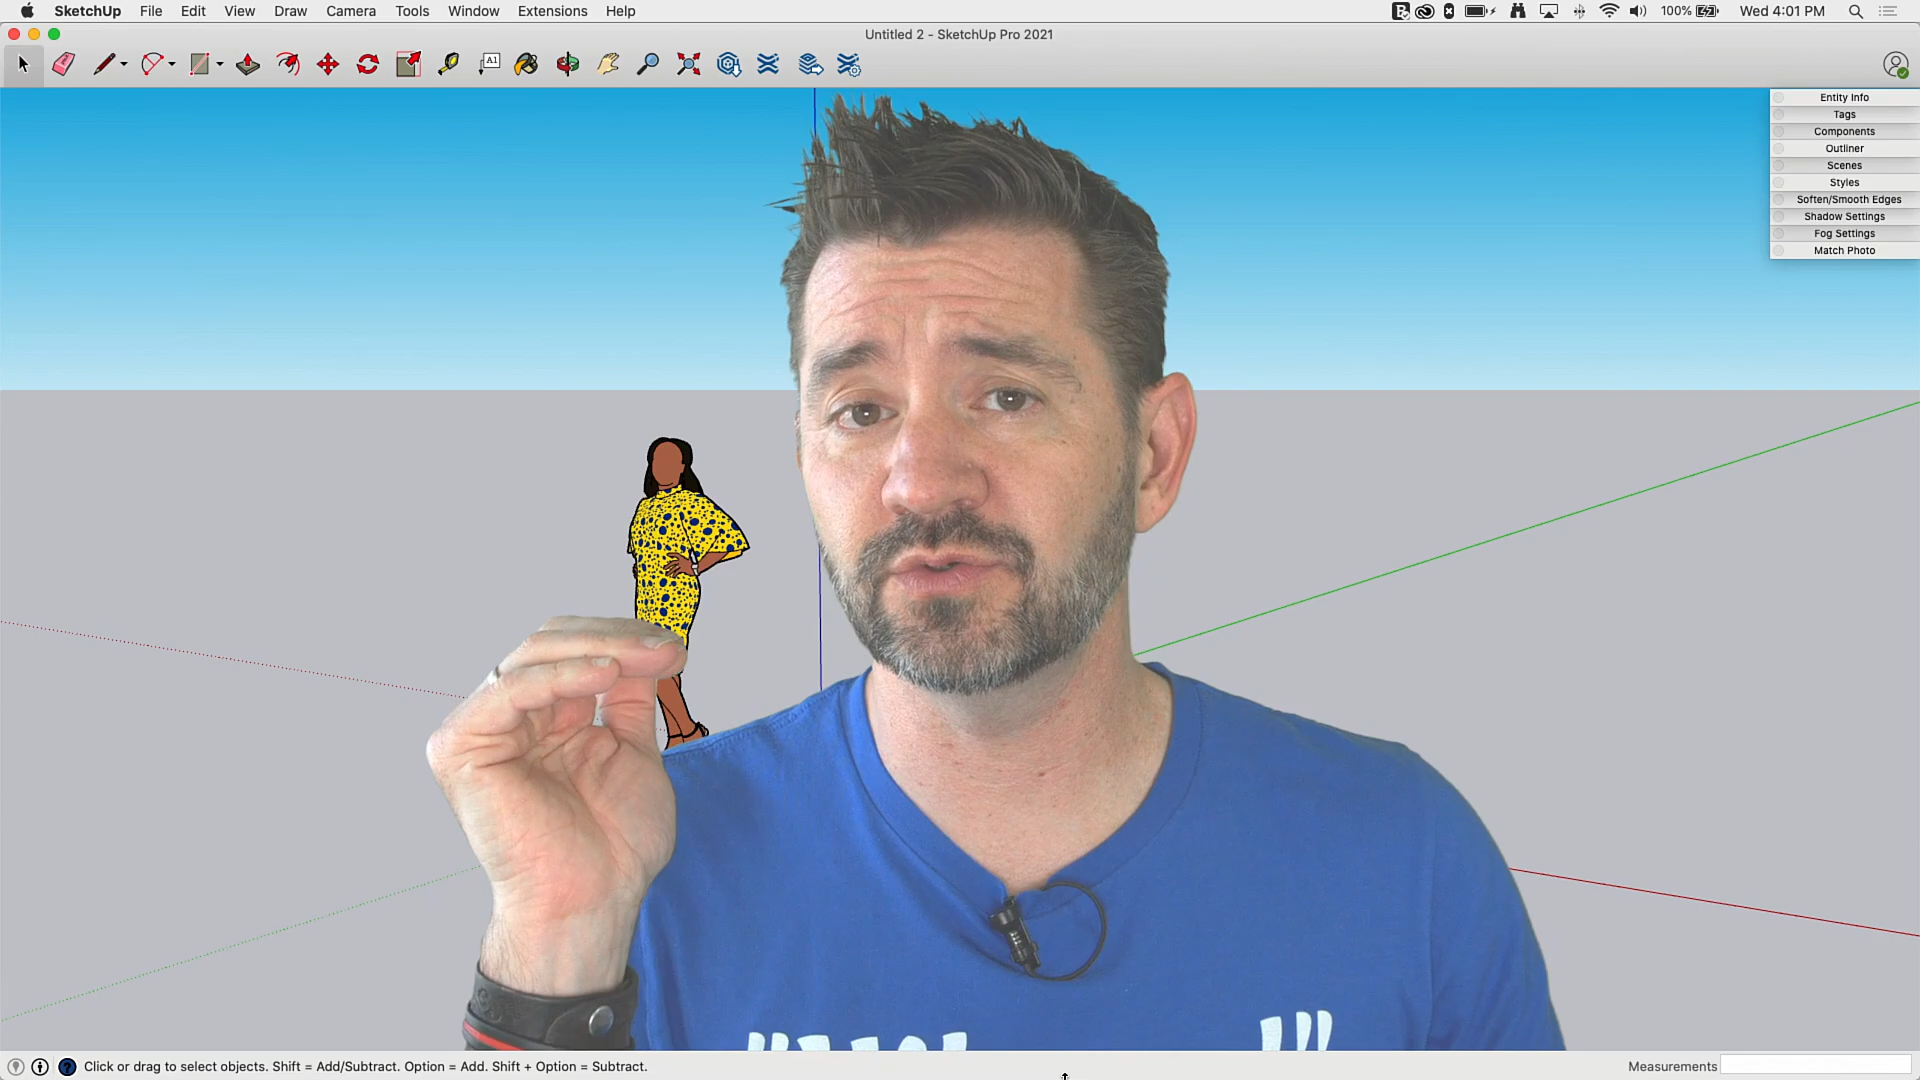 SketchUp File Edit View Draw Camera Tools Window Extensions Help 100% Wed 4:01 PM
Untitled 2 - SketchUp Pro 2021
A1
Entity Info
Tags
Components
Outliner
Scenes
Styles
Soften/Smooth Edges
Shadow Settings
Fog Settings
Match Photo
Click or drag to select objects. Shift = Add/Subtract. Option = Add. Shift + Option = Subtract. Measurements